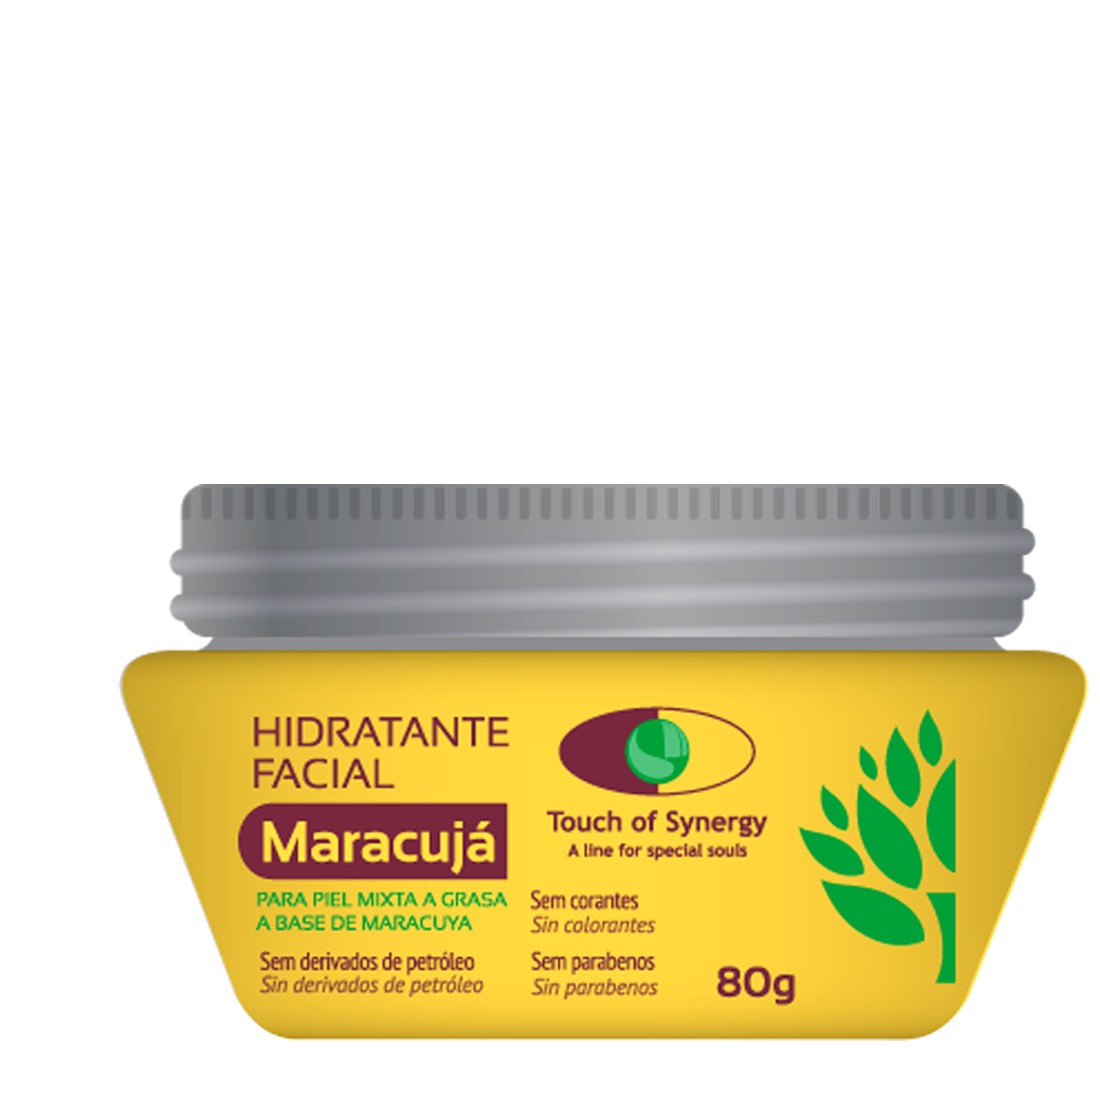 HIDRATANTE
FACIAL
Maracujá
PARA PIEL MIXTA A GRASA
A BASE DE MARACUYA
Sem derivados de petróleo
Sin derivados de petróleo
Touch of Synergy
A line for special souls
Sem corantes
Sin colorantes
Sem parabenos
Sin parabenos
80g